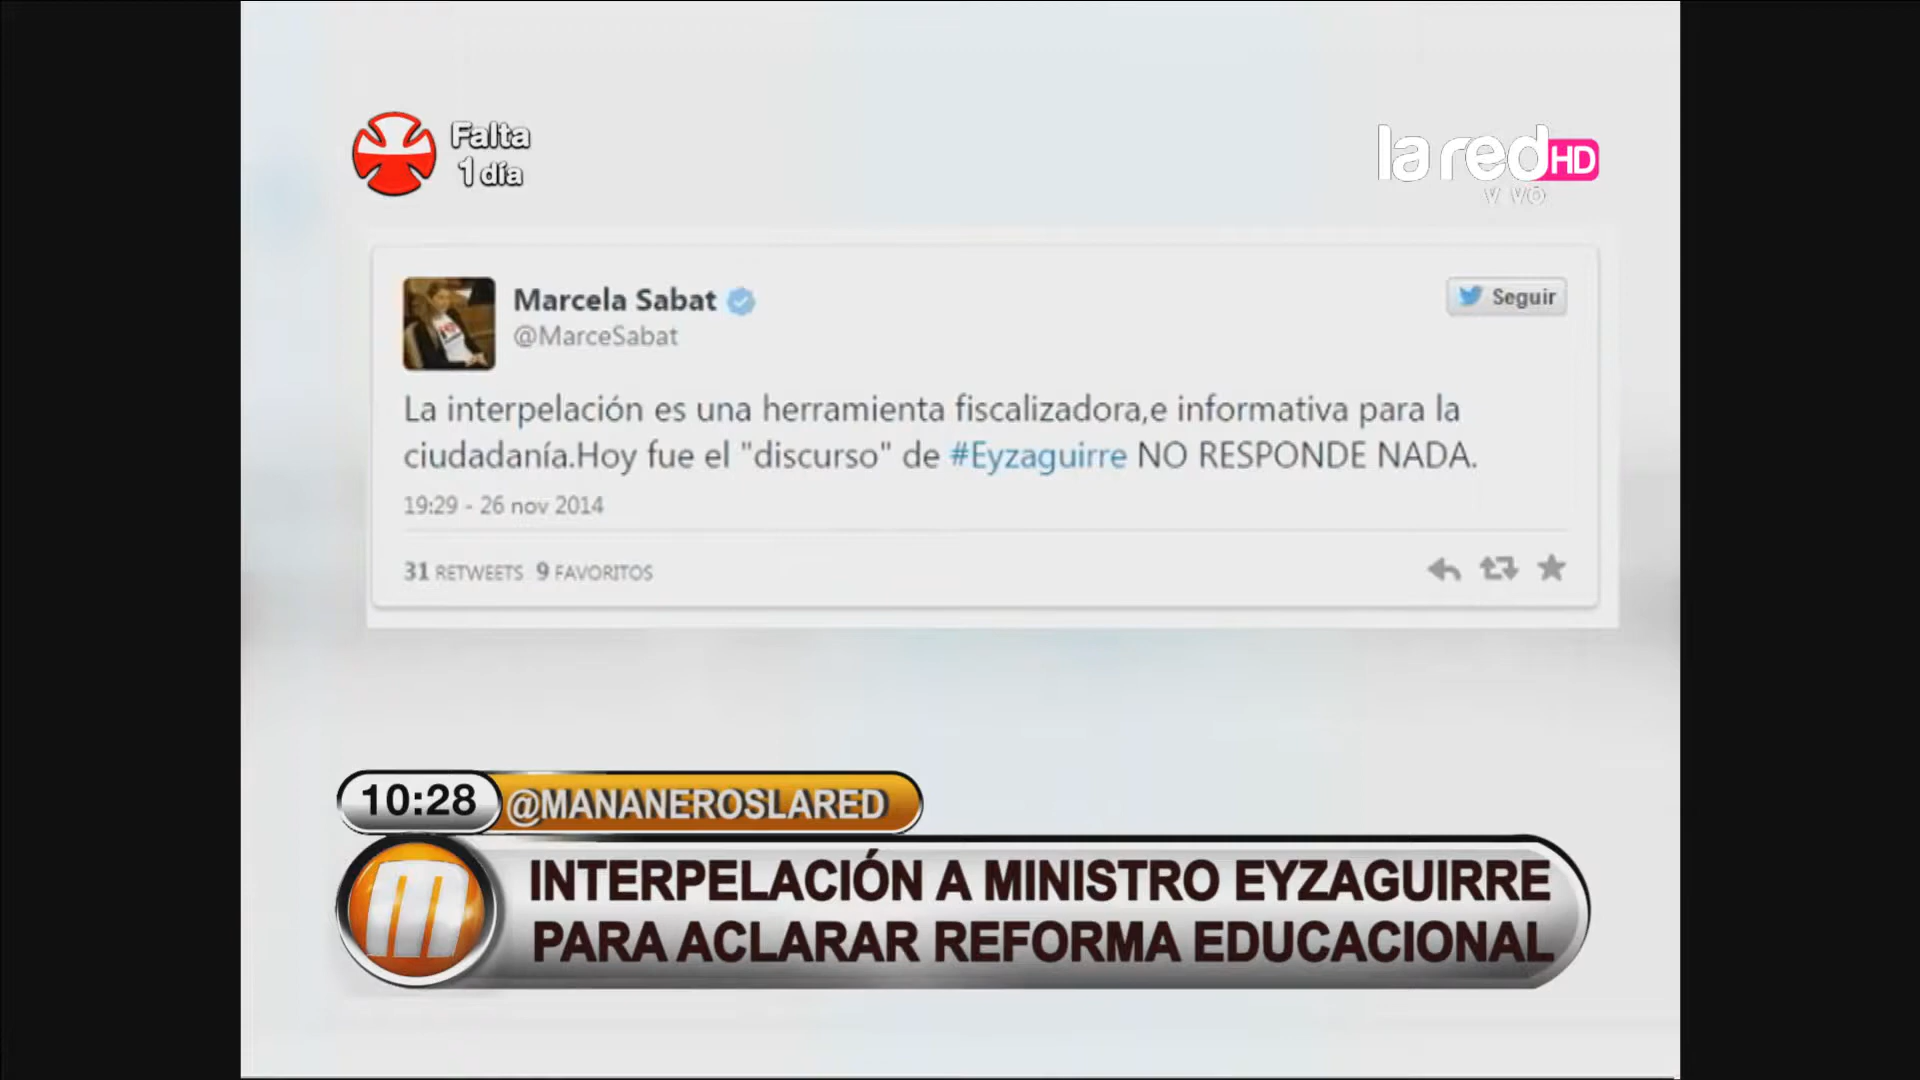 Falta
1 día
la red HD
VIVO
Marcela Sabat
@MarceSabat
Seguir
La interpelación es una herramienta fiscalizadora,e informativa para la
ciudadanía.Hoy fue el "discurso" de #Eyzaguirre NO RESPONDE NADA.
19:29 - 26 nov 2014
31 RETWEETS 9 FAVORITOS
10:28
@MANANEROSLARED
m
INTERPELACIÓN A MINISTRO EYZAGUIRRE
PARA ACLARAR REFORMA EDUCACIONAL